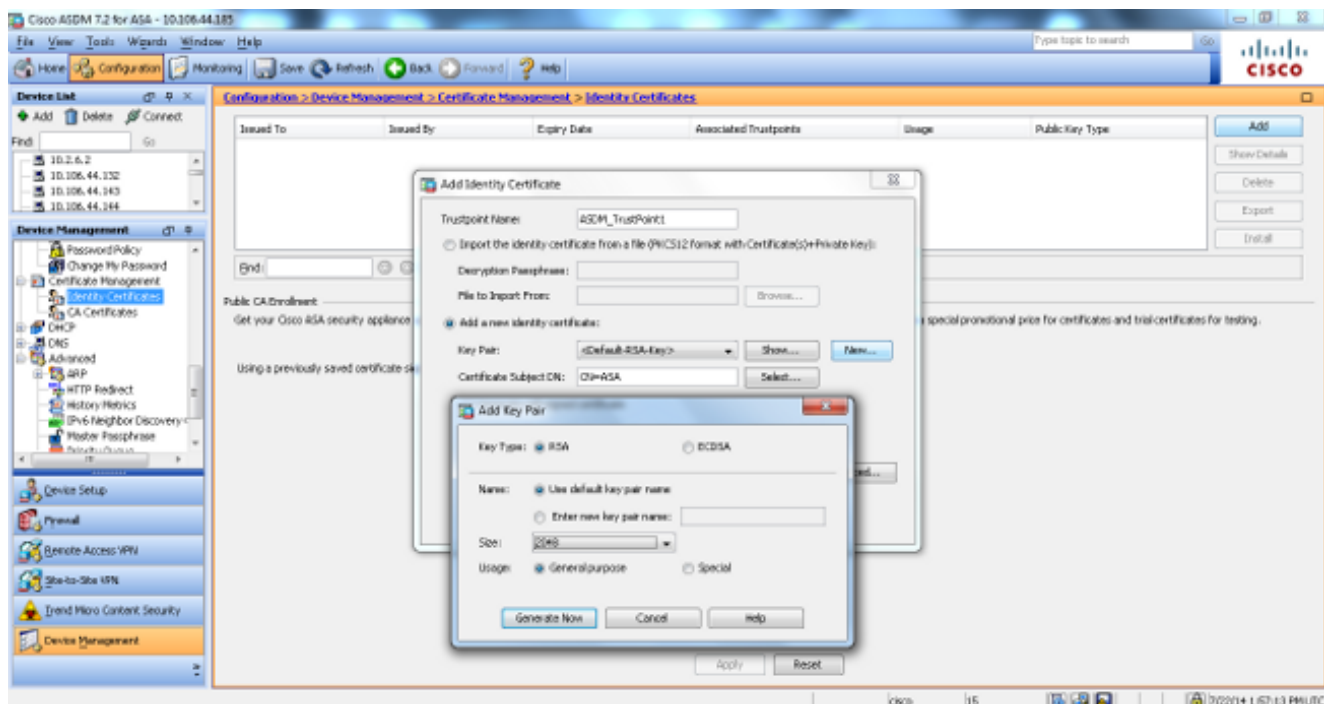 Cisco ASDM 7.2 for ASA - 10.106.44.185
File View Tools Wizards Window Help
Type topic to search Go
Home Configuration Monitoring Save Refresh Back Forward Help
CISCO
Device List
Add Delete Connect
Find: Go
10.2.6.2
10.106.44.132
10.106.44.143
10.106.44.144
Device Management
Password Policy
Change My Password
Certificate Management
Identity Certificates
CA Certificates
DHCP
DNS
Advanced
ARP
HTTP Redirect
History Metrics
IPv6 Neighbor Discovery
Master Passphrase
Priority Queue
Device Setup
Firewall
Remote Access VPN
Site-to-Site VPN
Trend Micro Content Security
Device Management
Configuration > Device Management > Certificate Management > Identity Certificates
Issued To Issued By Expiry Date Associated Trustpoints Usage Public Key Type
Add
Show Details
Delete
Export
Install
Find:
Public CA Enrollment
Get your Cisco ASA security appliance
a special promotional price for certificates and trial certificates for testing.
Using a previously saved certificate
Add Identity Certificate
Trustpoint Name: ASDM_TrustPoint1
Import the identity certificate from a file (PKCS12 format with Certificate(s)+Private Key):
Decryption Passphrase:
File to Import From: Browse...
Add a new identity certificate:
Key Pair: <Default-RSA-Key> Show... New...
Certificate Subject DN: CN=ASA Select...
Add Key Pair
Key Type: RSA ECDSA
Name: Use default key pair name
Enter new key pair name:
Size: 2048
Usage: General purpose Special
Generate Now Cancel Help
Apply Reset
cisco 15 7/22/14 1:57:13 PM UTC